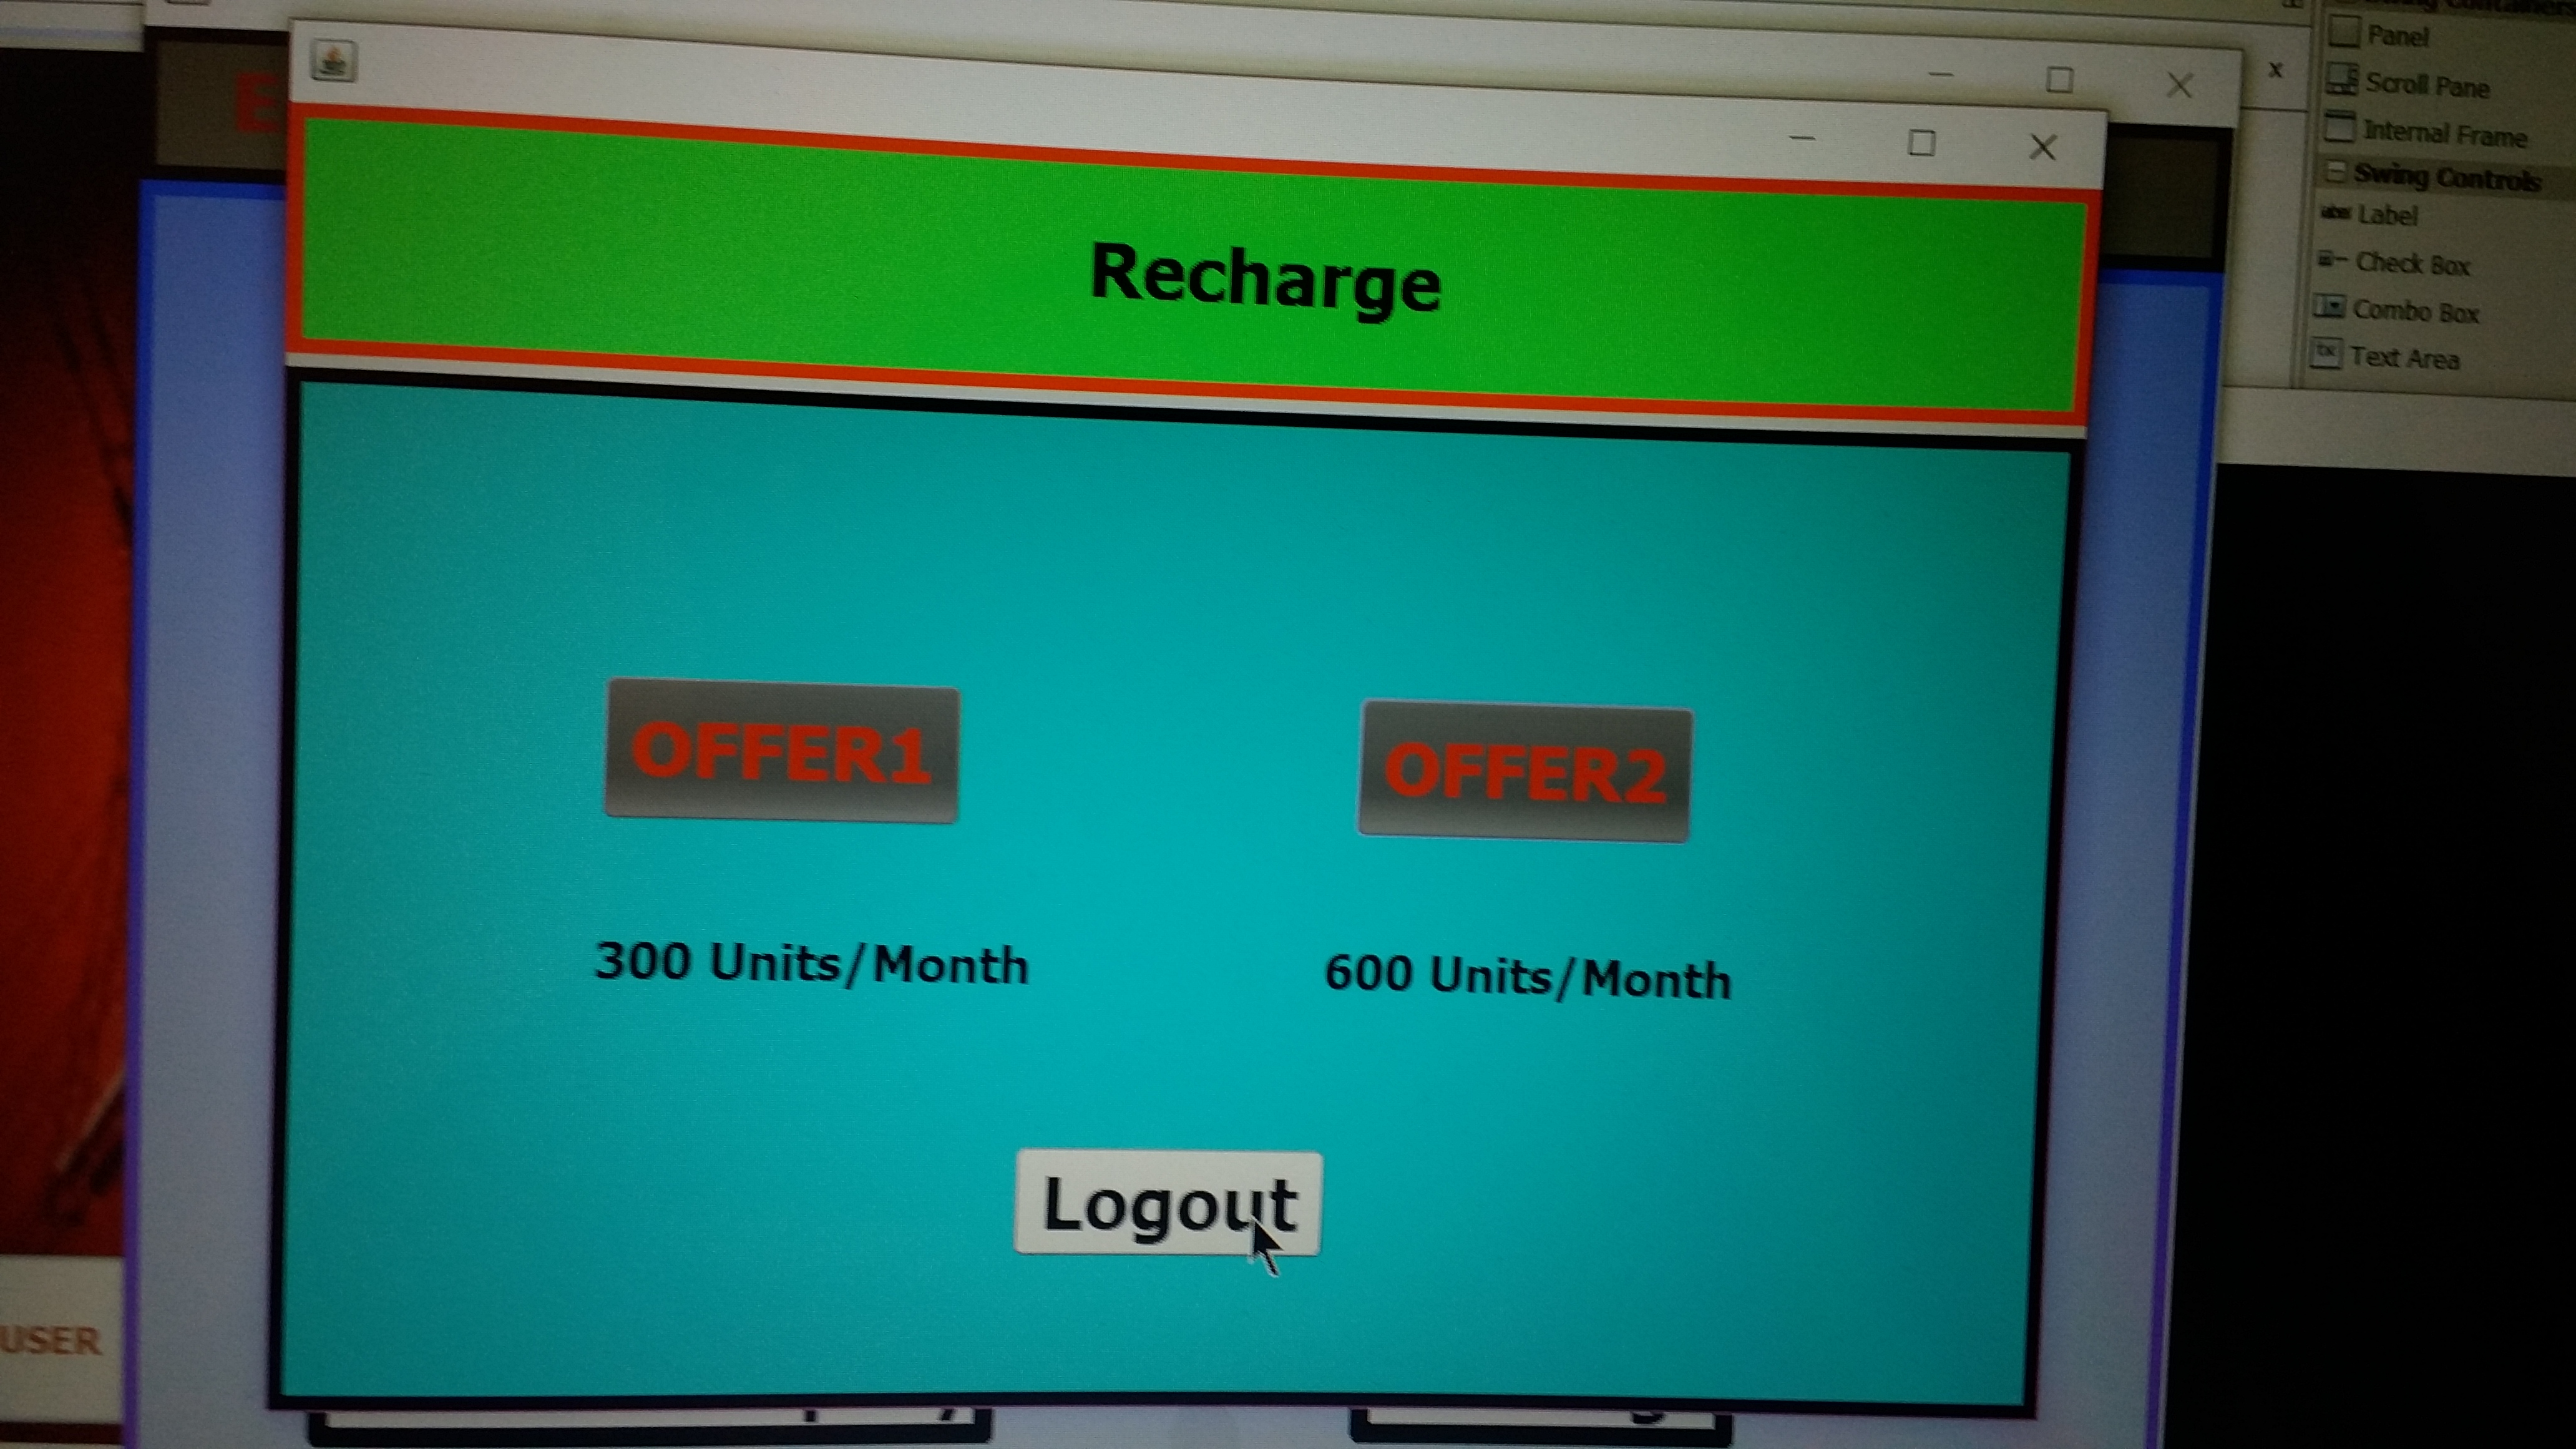 Panel
Scroll Pane
Internal Frame
Swing Controls
Label
Check Box
Combo Box
Text Area
Recharge
OFFER1
OFFER2
300 Units/Month
600 Units/Month
Logout
USER